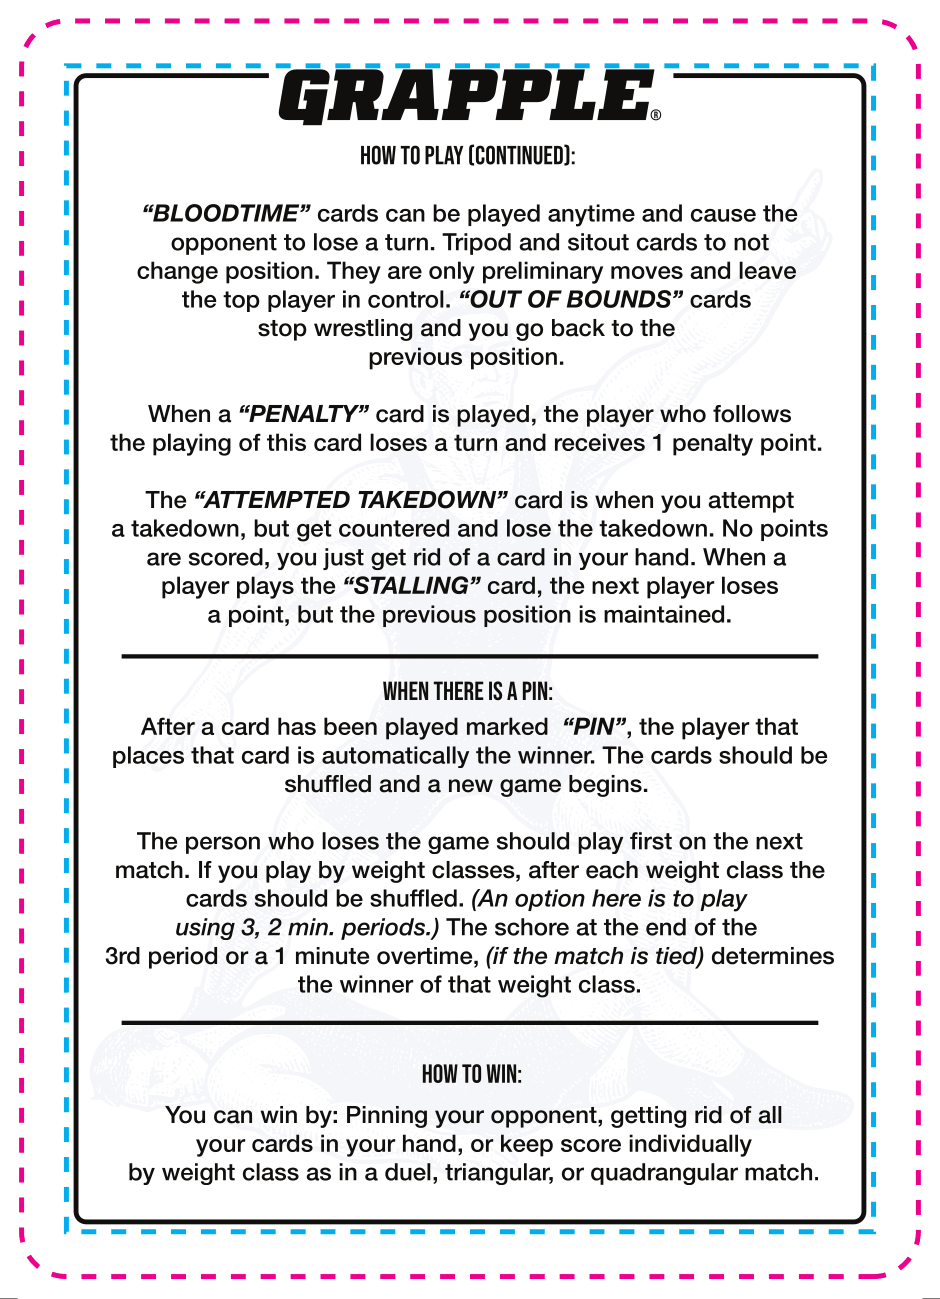 GRAPPLE®
HOW TO PLAY (CONTINUED):
“BLOODTIME” cards can be played anytime and cause the
opponent to lose a turn. Tripod and sitout cards to not
change position. They are only preliminary moves and leave
the top player in control. “OUT OF BOUNDS” cards
stop wrestling and you go back to the
previous position.
When a “PENALTY” card is played, the player who follows
the playing of this card loses a turn and receives 1 penalty point.
The “ATTEMPTED TAKEDOWN” card is when you attempt
a takedown, but get countered and lose the takedown. No points
are scored, you just get rid of a card in your hand. When a
player plays the “STALLING” card, the next player loses
a point, but the previous position is maintained.
WHEN THERE IS A PIN:
After a card has been played marked “PIN”, the player that
places that card is automatically the winner. The cards should be
shuffled and a new game begins.
The person who loses the game should play first on the next
match. If you play by weight classes, after each weight class the
cards should be shuffled. (An option here is to play
using 3, 2 min. periods.) The schore at the end of the
3rd period or a 1 minute overtime, (if the match is tied) determines
the winner of that weight class.
HOW TO WIN:
You can win by: Pinning your opponent, getting rid of all
your cards in your hand, or keep score individually
by weight class as in a duel, triangular, or quadrangular match.